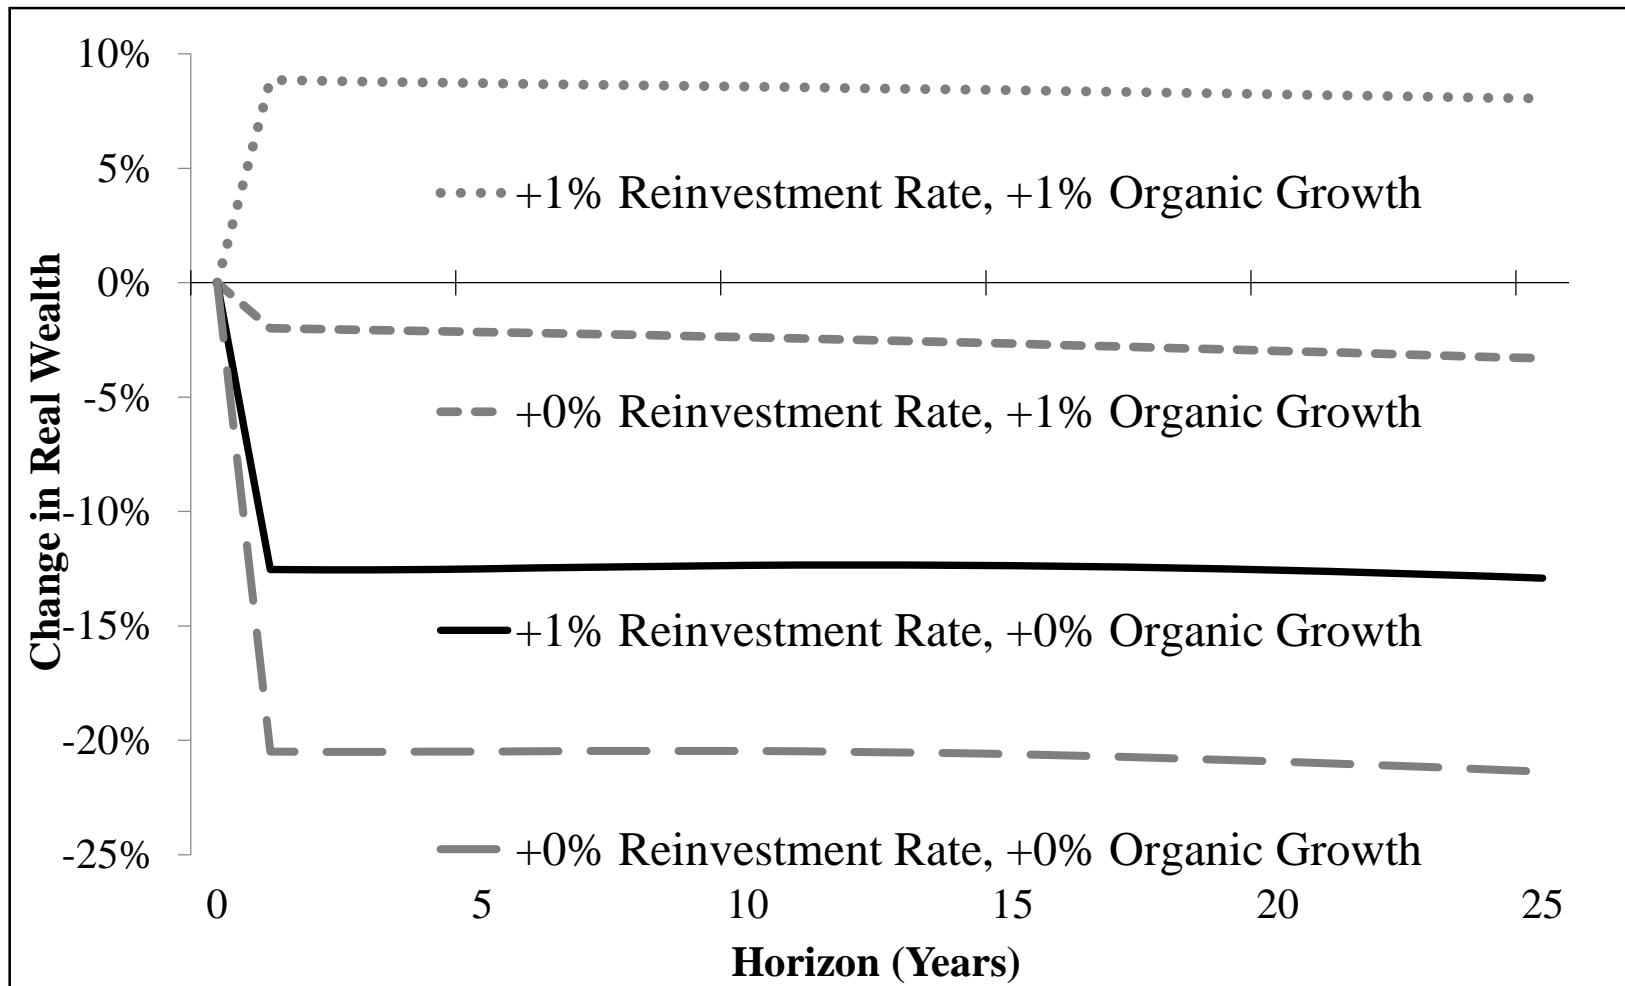 10%
5%
+1% Reinvestment Rate, +1% Organic Growth
0%
-5%
+0% Reinvestment Rate, +1% Organic Growth
-10%
-15%
+1% Reinvestment Rate, +0% Organic Growth
-20%
-25%
+0% Reinvestment Rate, +0% Organic Growth
Change in Real Wealth
0 5 10 15 20 25
Horizon (Years)